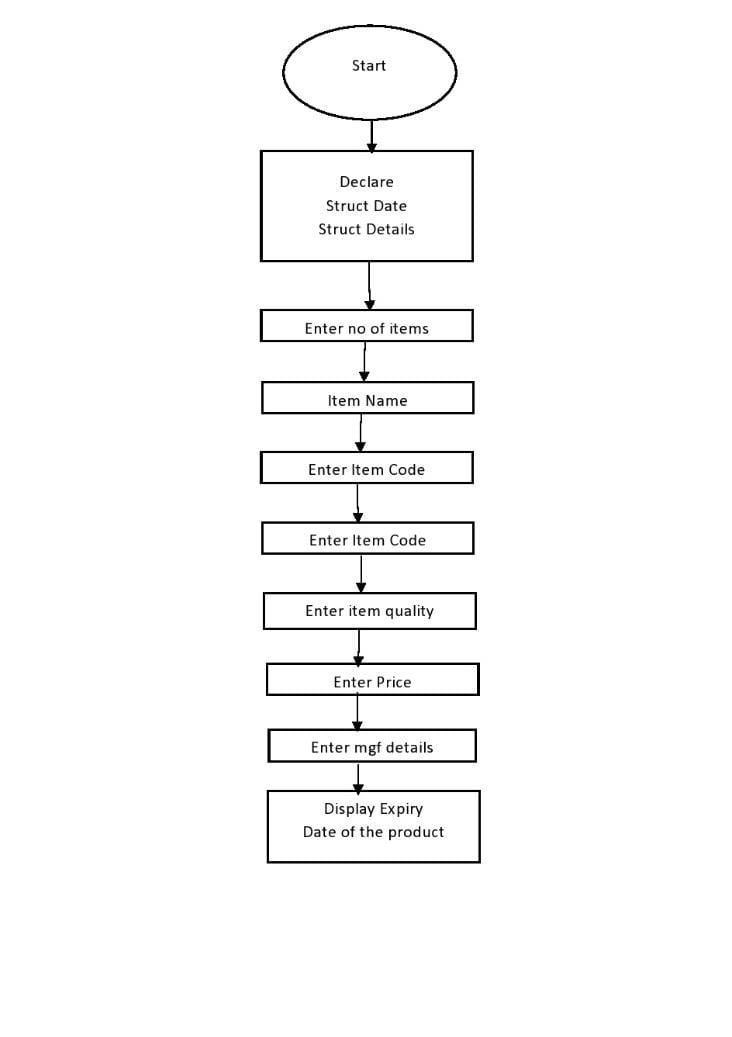 Start
Declare
Struct Date
Struct Details
Enter no of items
Item Name
Enter Item Code
Enter Item Code
Enter item quality
Enter Price
Enter mgf details
Display Expiry
Date of the product